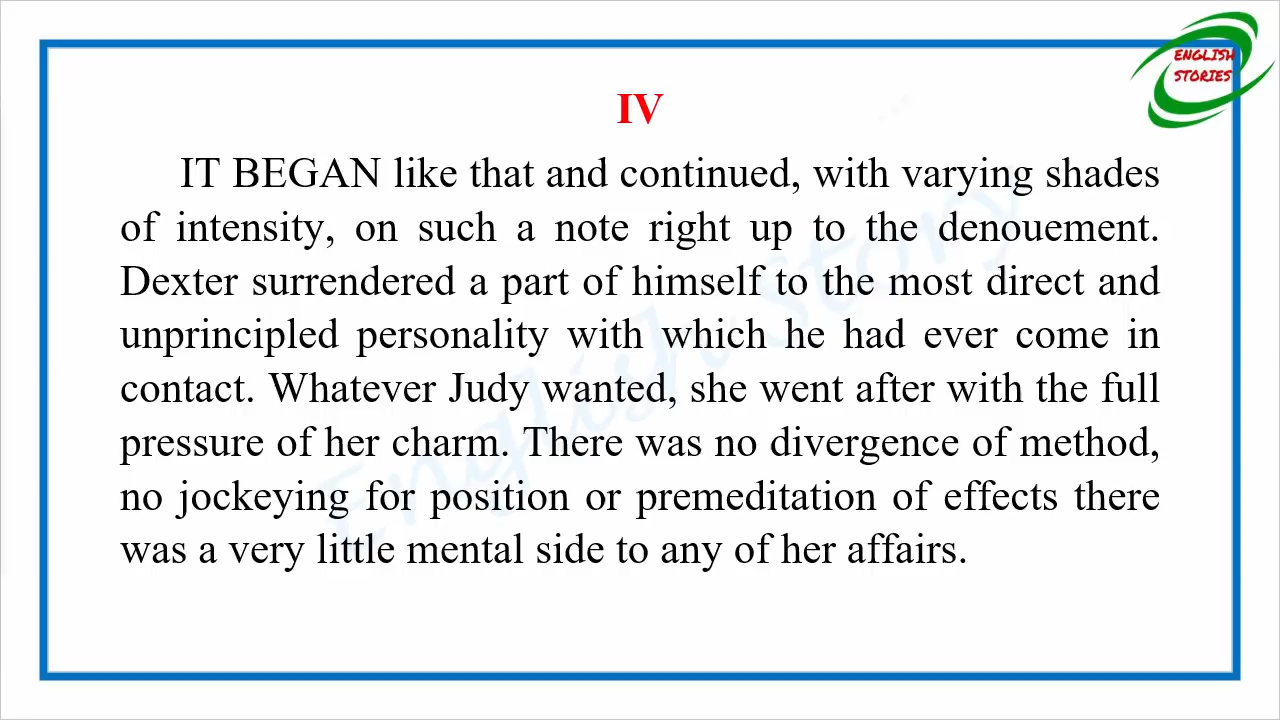 ENGLISH
STORIES
IV
IT BEGAN like that and continued, with varying shades
of intensity, on such a note right up to the denouement.
Dexter surrendered a part of himself to the most direct and
unprincipled personality with which he had ever come in
contact. Whatever Judy wanted, she went after with the full
pressure of her charm. There was no divergence of method,
no jockeying for position or premeditation of effects there
was a very little mental side to any of her affairs.
English Story